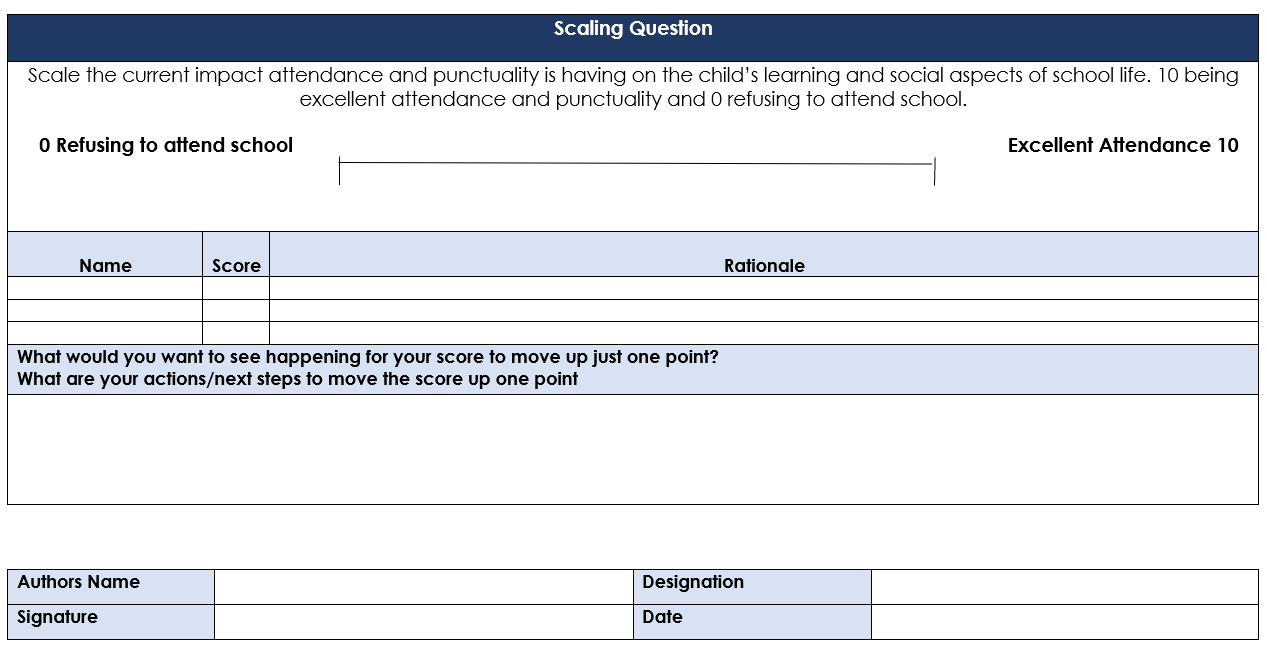 Scaling Question
Scale the current impact attendance and punctuality is having on the child's learning and social aspects of school life. 10 being
excellent attendance and punctuality and 0 refusing to attend school.
0 Refusing to attend school
Excellent Attendance 10
Name
Score
Rationale
What would you want to see happening for your score to move up just one point?
What are your actions/next steps to move the score up one point
Authors Name
Designation
Signature
Date